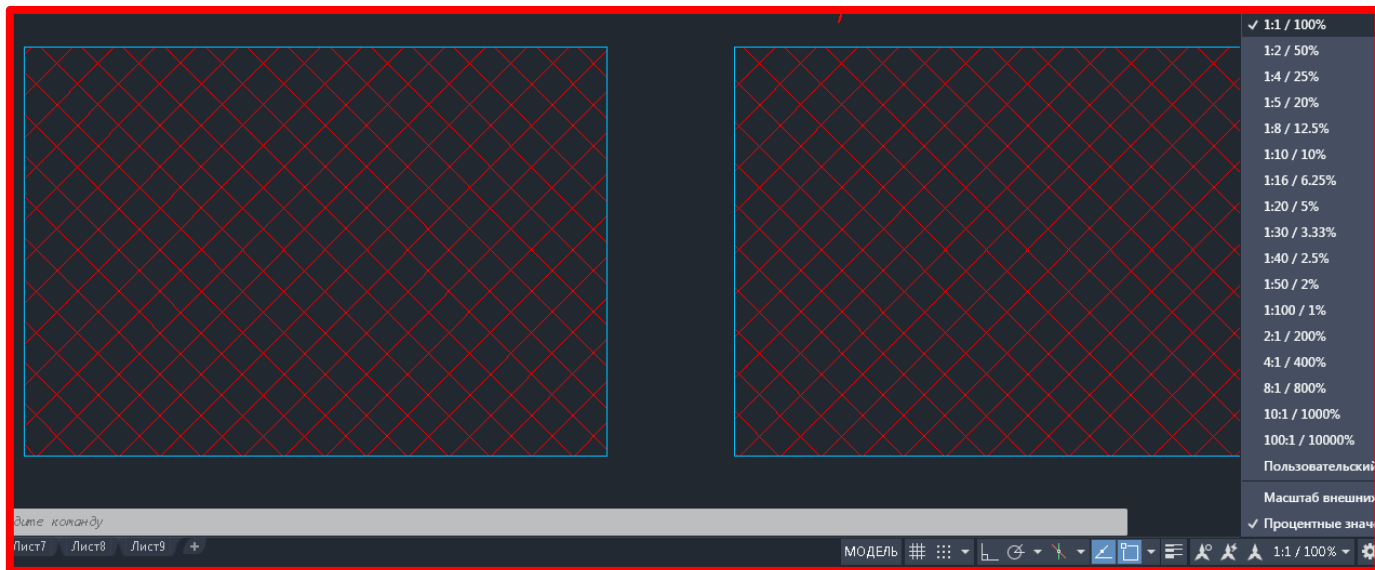 ✓ 1:1 / 100%
1:2 / 50%
1:4 / 25%
1:5 / 20%
1:8 / 12.5%
1:10 / 10%
1:16 / 6.25%
1:20 / 5%
1:30 / 3.33%
1:40 / 2.5%
1:50 / 2%
1:100 / 1%
2:1 / 200%
4:1 / 400%
8:1 / 800%
10:1 / 1000%
100:1 / 10000%
Пользовательский
Масштаб внешни
✓ Процентные знач
дите команду
Лист7 Лист8 Лист9 +
МОДЕЛЬ 1:1 / 100%